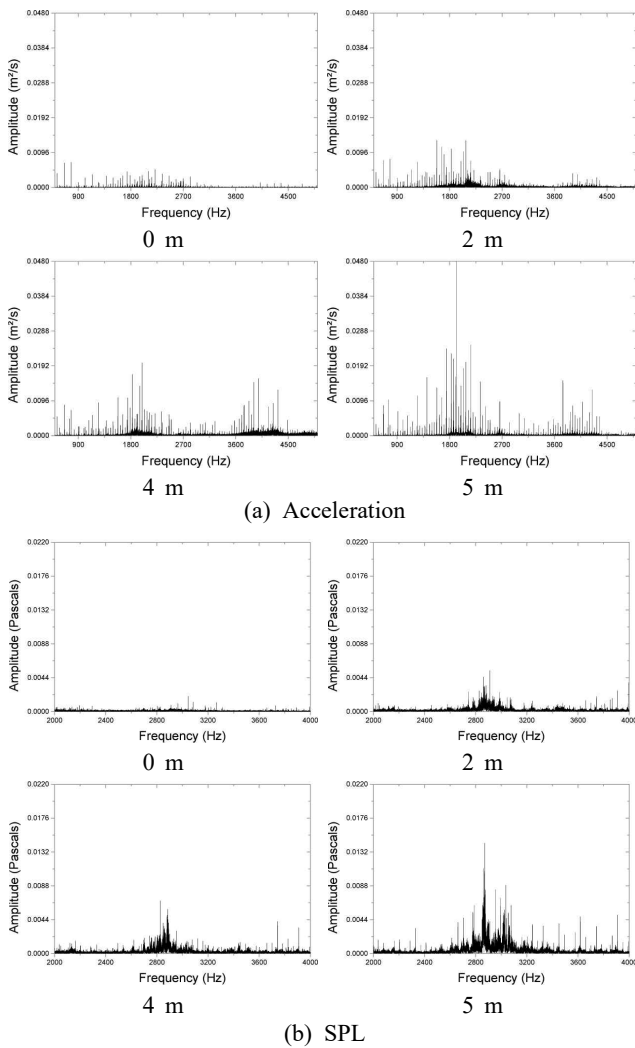 0.0480
0.0384
0.0288
0.0192
0.0096
0.0000
Amplitude (m²/s)
900 1800 2700 3600 4500
Frequency (Hz)
0 m
0.0480
0.0384
0.0288
0.0192
0.0096
0.0000
Amplitude (m²/s)
900 1800 2700 3600 4500
Frequency (Hz)
2 m
0.0480
0.0384
0.0288
0.0192
0.0096
0.0000
Amplitude (m²/s)
900 1800 2700 3600 4500
Frequency (Hz)
4 m
0.0480
0.0384
0.0288
0.0192
0.0096
0.0000
Amplitude (m²/s)
900 1800 2700 3600 4500
Frequency (Hz)
5 m
(a) Acceleration
0.0220
0.0176
0.0132
0.0088
0.0044
0.0000
Amplitude (Pascals)
2000 2400 2800 3200 3600 4000
Frequency (Hz)
0 m
0.0220
0.0176
0.0132
0.0088
0.0044
0.0000
Amplitude (Pascals)
2000 2400 2800 3200 3600 4000
Frequency (Hz)
2 m
0.0220
0.0176
0.0132
0.0088
0.0044
0.0000
Amplitude (Pascals)
2000 2400 2800 3200 3600 4000
Frequency (Hz)
4 m
0.0220
0.0176
0.0132
0.0088
0.0044
0.0000
Amplitude (Pascals)
2000 2400 2800 3200 3600 4000
Frequency (Hz)
5 m
(b) SPL